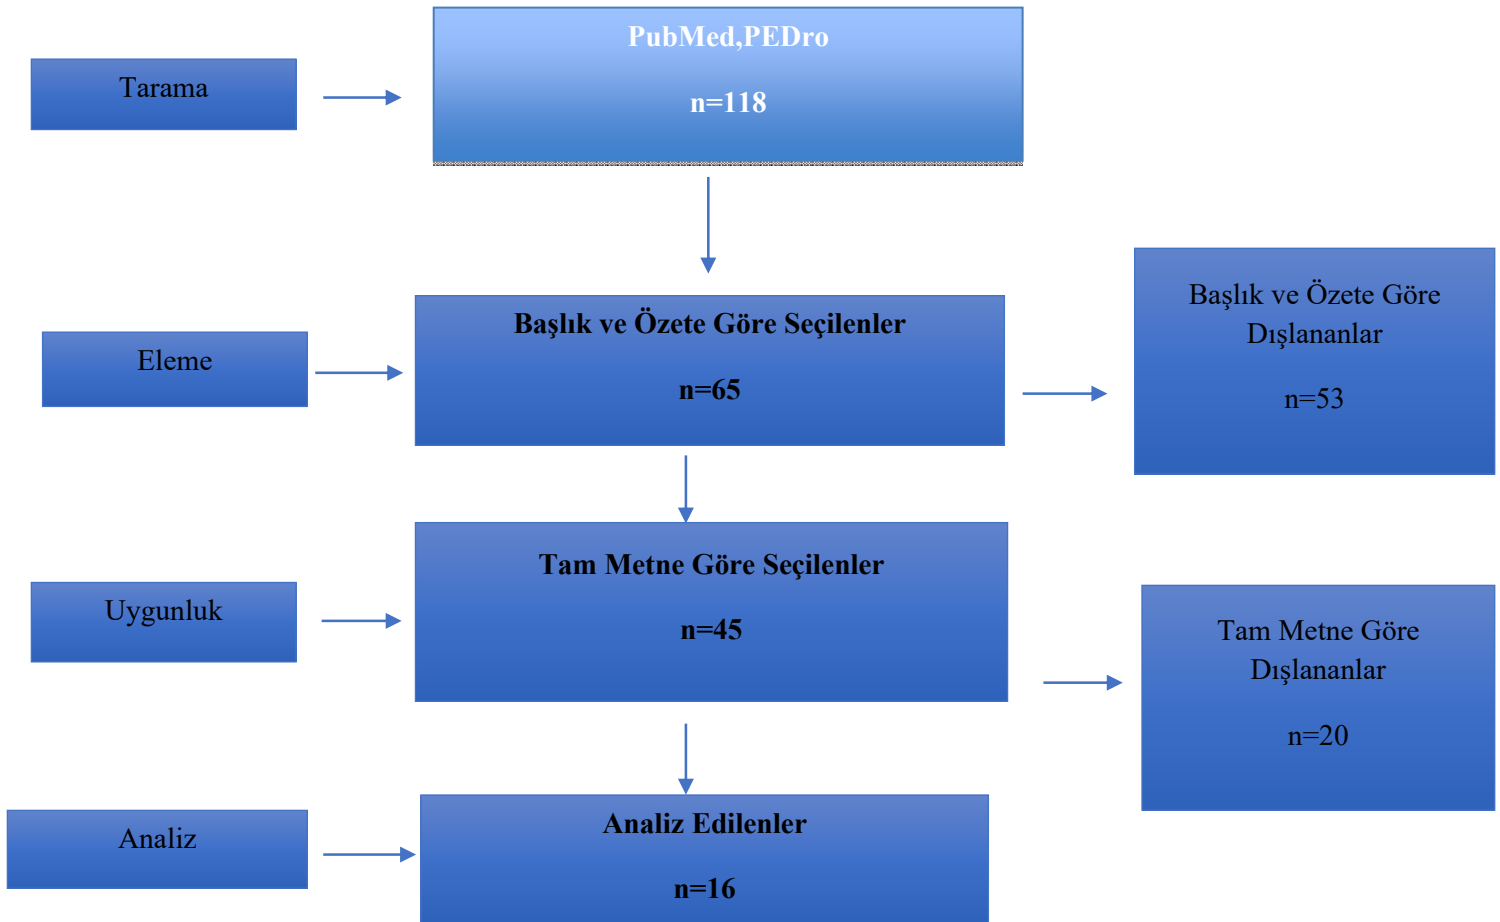 Tarama
PubMed,PEDro
n=118
Eleme
Başlık ve Özete Göre Seçilenler
n=65
Başlık ve Özete Göre
Dışlananlar
n=53
Uygunluk
Tam Metne Göre Seçilenler
n=45
Tam Metne Göre
Dışlananlar
n=20
Analiz
Analiz Edilenler
n=16